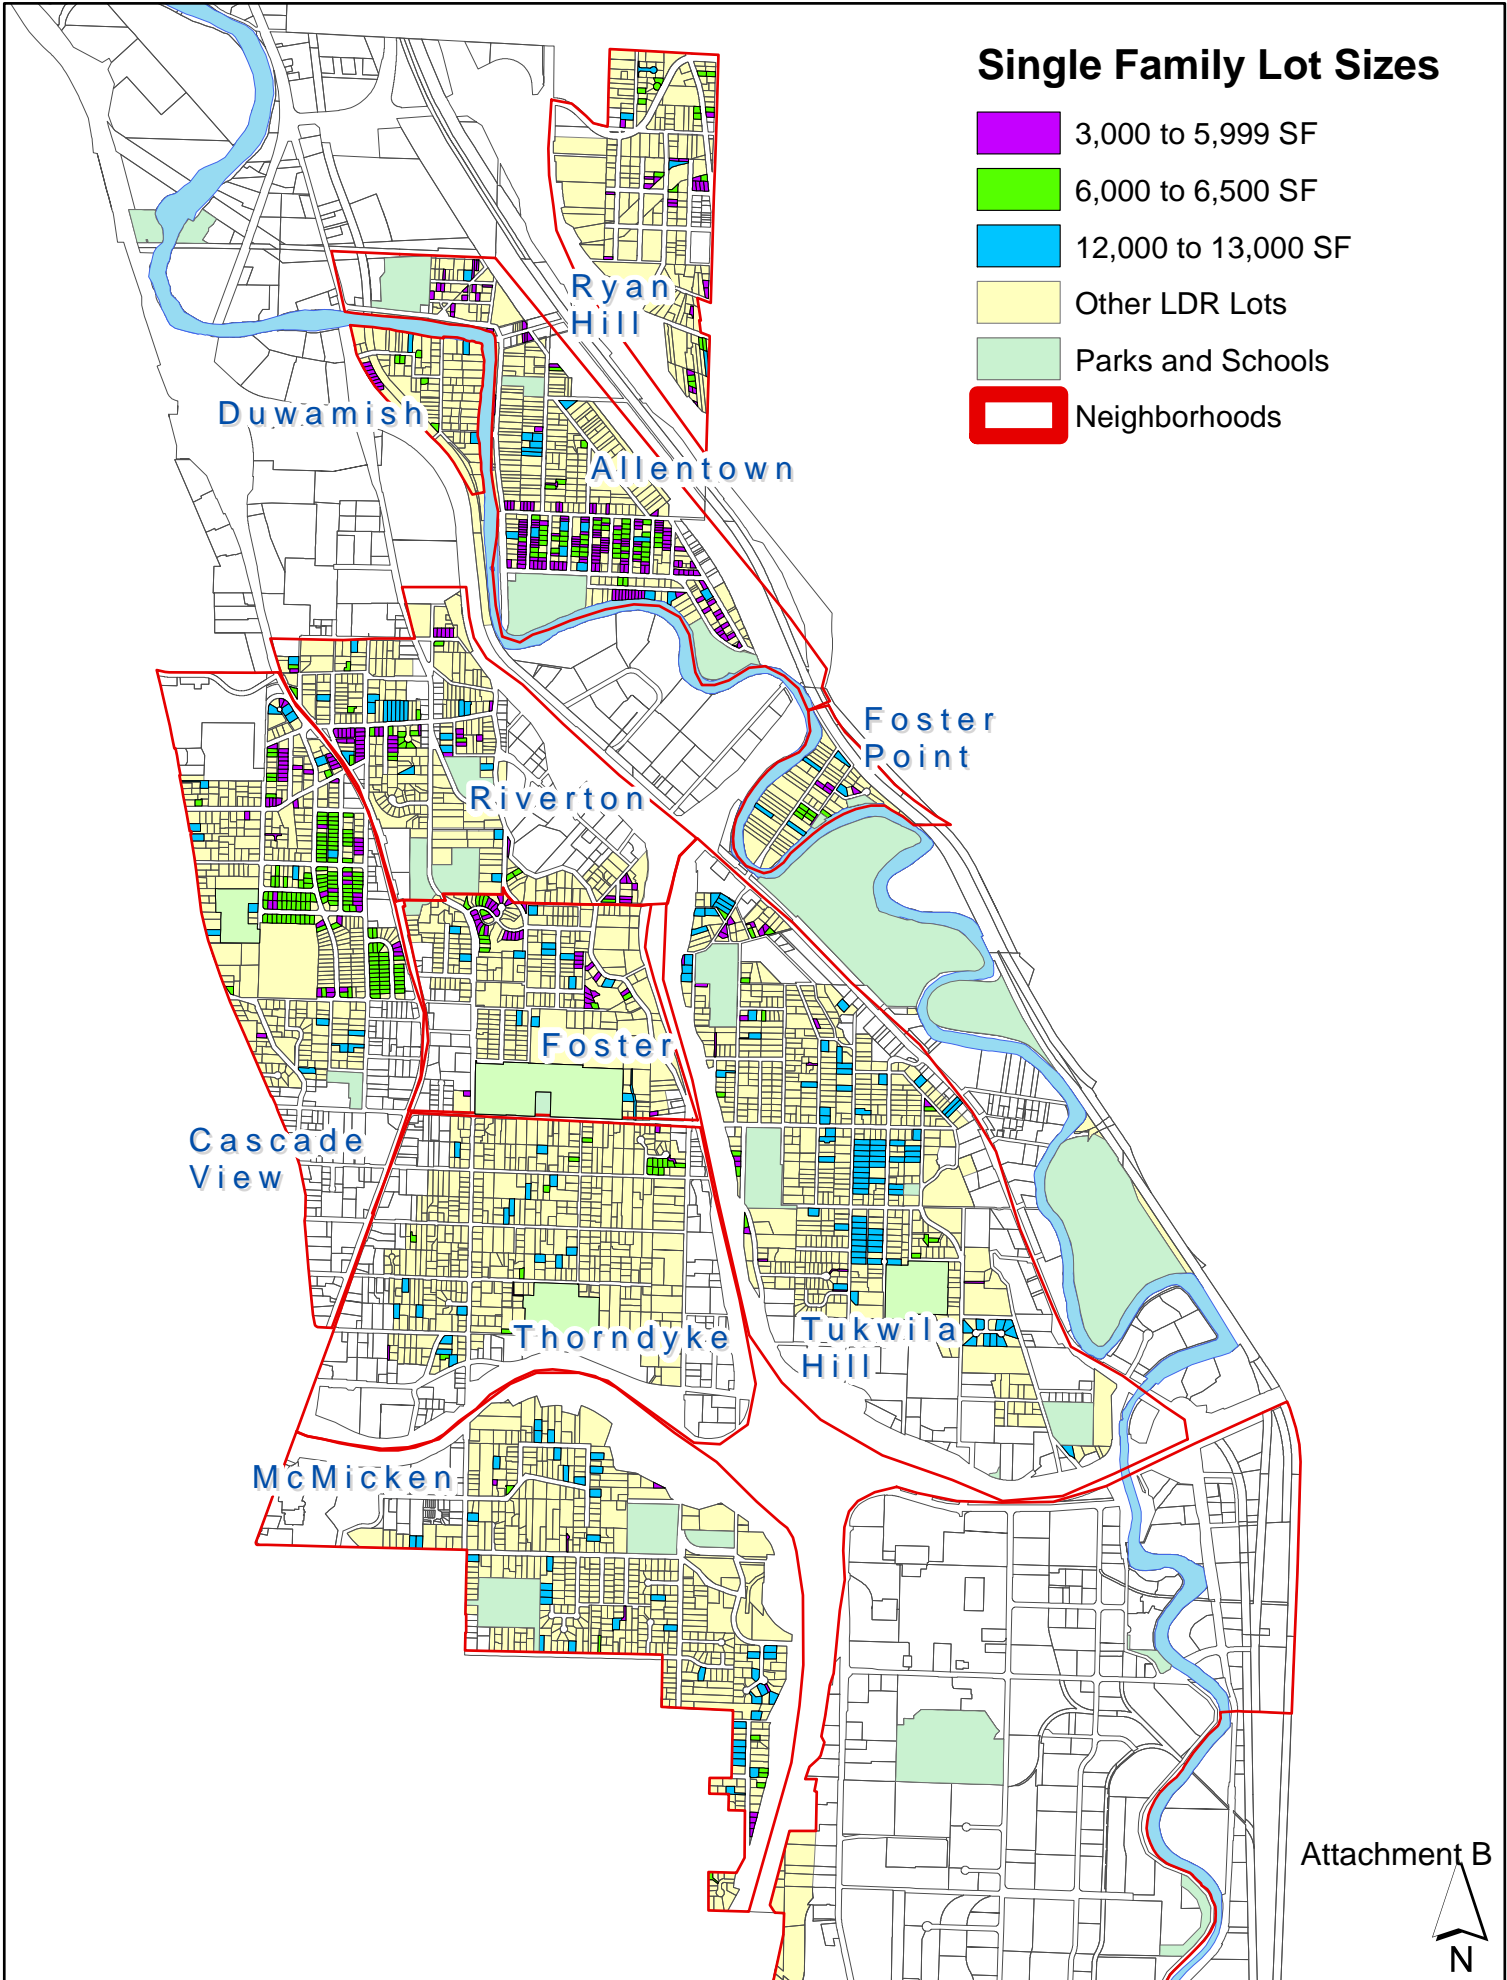 Single Family Lot Sizes
3,000 to 5,999 SF
6,000 to 6,500 SF
12,000 to 13,000 SF
Other LDR Lots
Parks and Schools
Neighborhoods
Ryan
Hill
Duwamish
Allentown
Foster
Point
Riverton
Foster
Cascade
View
Thorndyke
Tukwila
Hill
McMicken
Attachment B
N